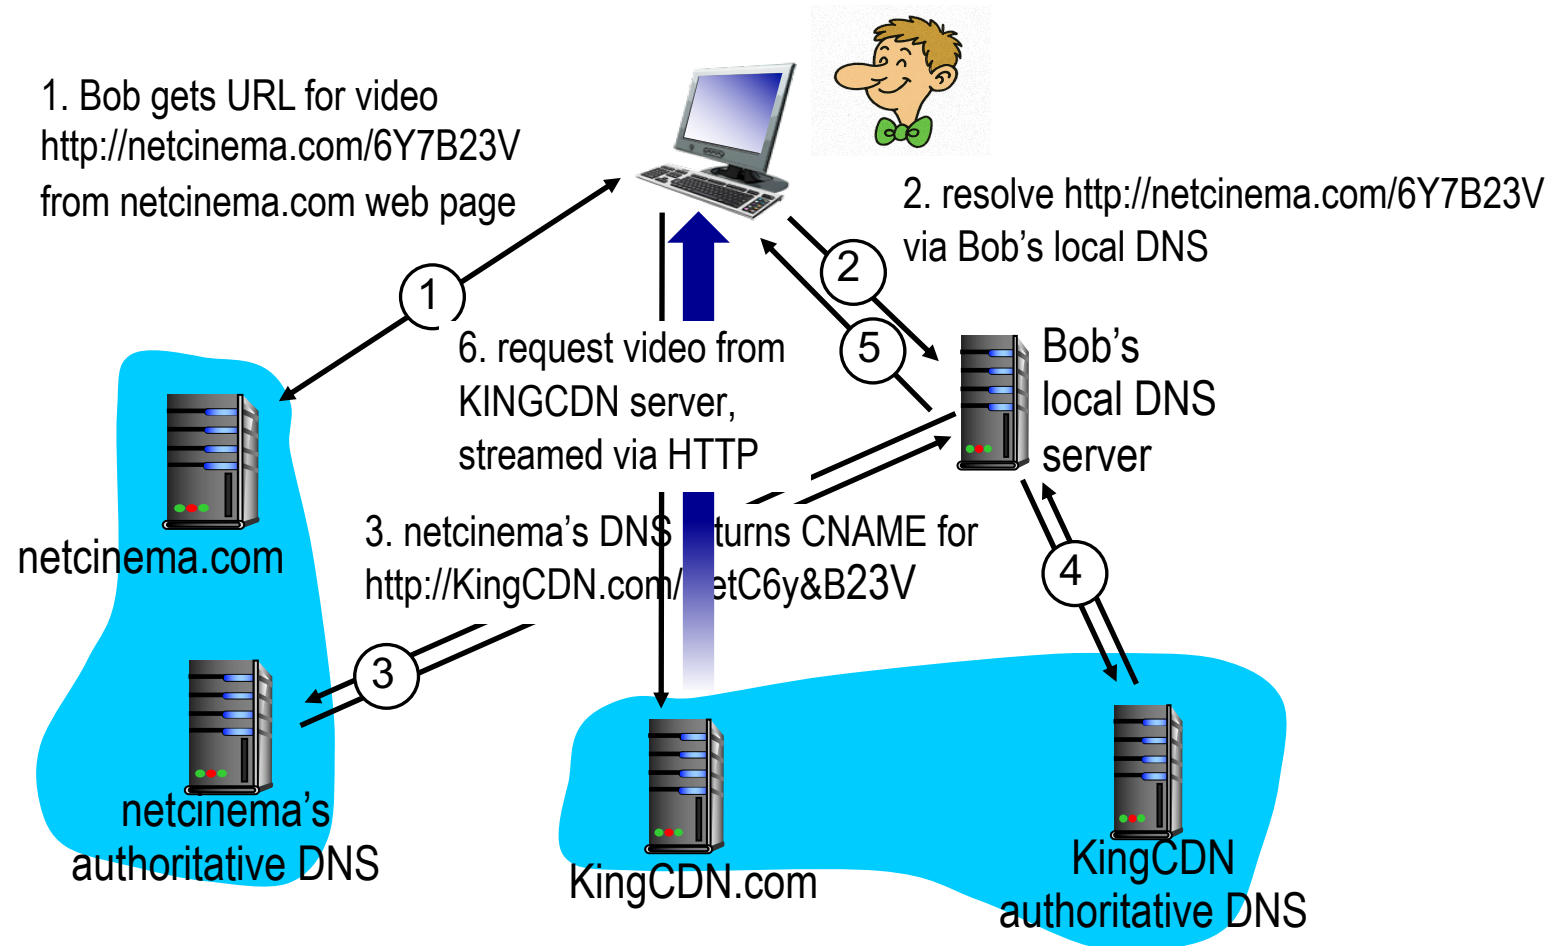 1. Bob gets URL for video
http://netcinema.com/6Y7B23V
from netcinema.com web page
2. resolve http://netcinema.com/6Y7B23V
via Bob's local DNS
1
2
5
6. request video from
KINGCDN server,
streamed via HTTP
Bob's
local DNS
server
netcinema.com
3. netcinema's DNS turns CNAME for
http://KingCDN.com/ etC6y&B23V
4
3
netcinema's
authoritative DNS
KingCDN.com
KingCDN
authoritative DNS